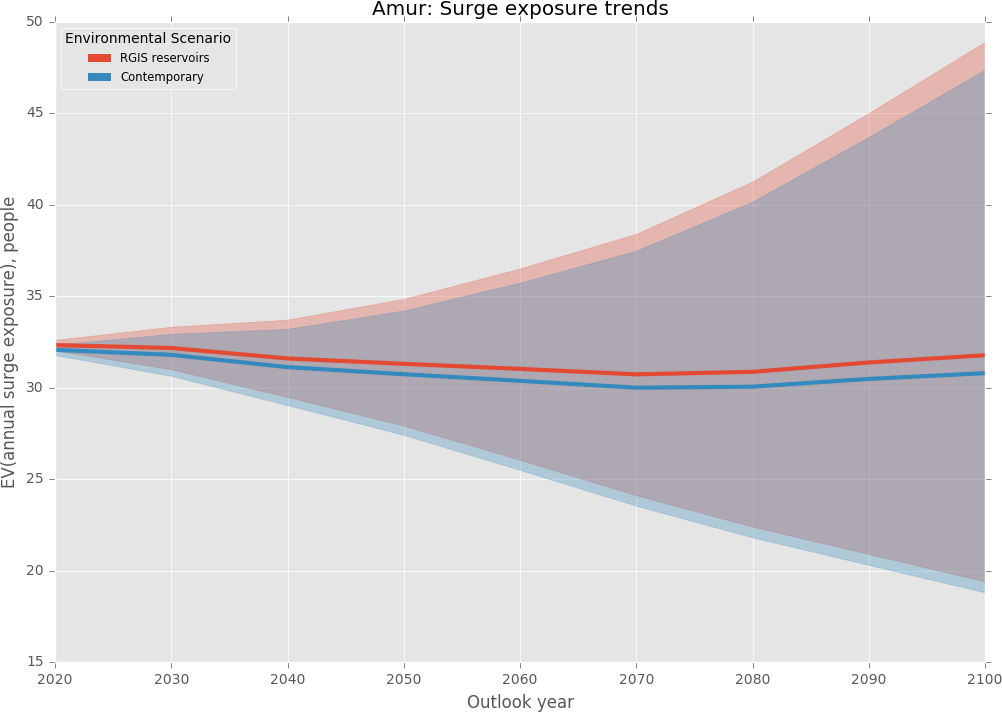 Amur: Surge exposure trends
Environmental Scenario
RGIS reservoirs
Contemporary
EV(annual surge exposure), people
50
45
40
35
30
25
20
15
2020 2030 2040 2050 2060 2070 2080 2090 2100
Outlook year